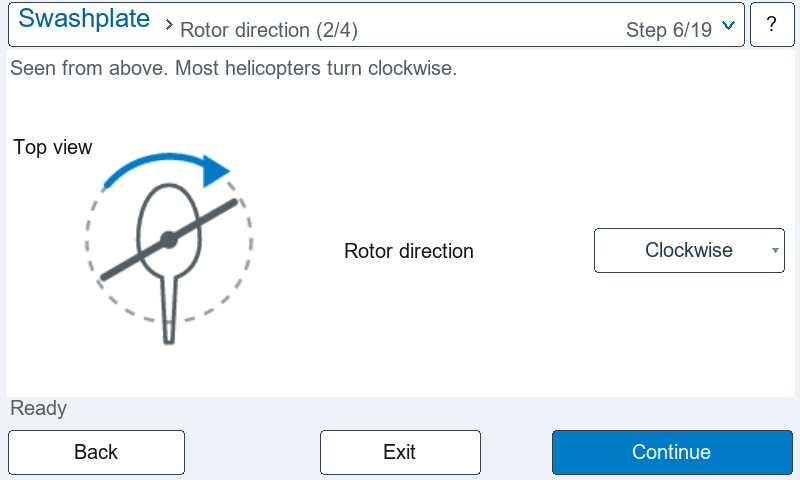 Swashplate › Rotor direction (2/4) Step 6/19 ?
Seen from above. Most helicopters turn clockwise.
Top view
Rotor direction Clockwise
Ready
Back Exit Continue